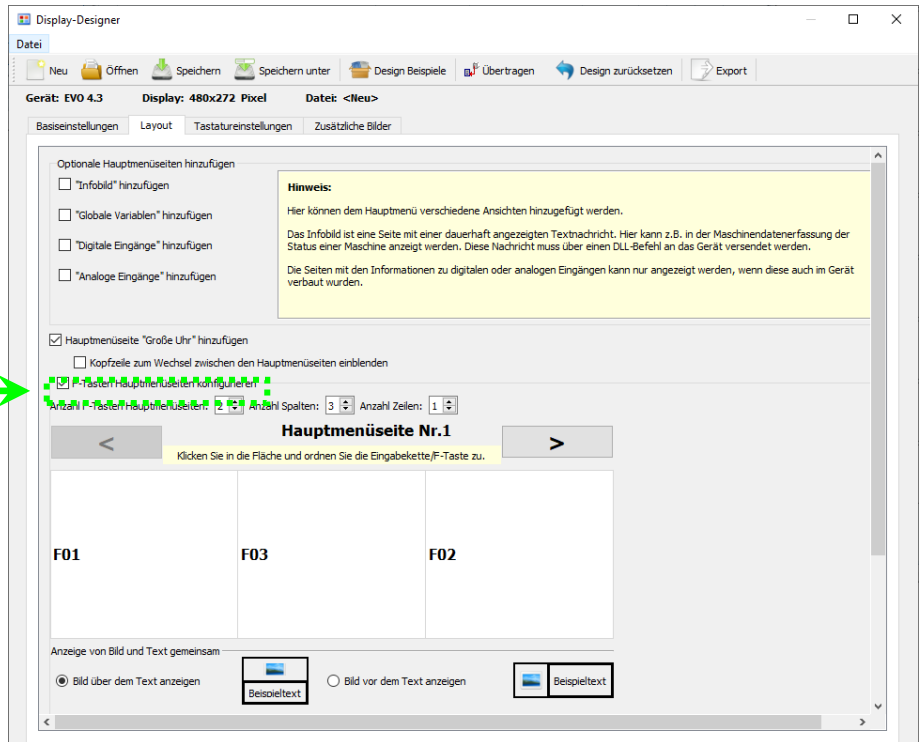 Display-Designer
Datei
Neu Öffnen Speichern Speichern unter Design Beispiele Übertragen Design zurücksetzen Export
Gerät: EVO 4.3 Display: 480x272 Pixel Datei: <Neu>
Basiseinstellungen Layout Tastatureinstellungen Zusätzliche Bilder
Optionale Hauptmenüseiten hinzufügen
"Infobild" hinzufügen
"Globale Variablen" hinzufügen
"Digitale Eingänge" hinzufügen
"Analoge Eingänge" hinzufügen
Hinweis:
Hier können dem Hauptmenü verschiedene Ansichten hinzugefügt werden.
Das Infobild ist eine Seite mit einer dauerhaft angezeigten Textnachricht. Hier kann z.B. in der Maschinendatenerfassung der
Status einer Maschine anzeigt werden. Diese Nachricht muss über einen DLL-Befehl an das Gerät versendet werden.
Die Seiten mit den Informationen zu digitalen oder analogen Eingängen kann nur angezeigt werden, wenn diese auch im Gerät
verbaut wurden.
Hauptmenüseite "Große Uhr" hinzufügen
Kopfzeile zum Wechsel zwischen den Hauptmenüseiten einblenden
F-Tasten Hauptmenüseiten konfigurieren
Anzahl F-Tasten Hauptmenüseiten: 2 Anzahl Spalten: 3 Anzahl Zeilen: 1
< Hauptmenüseite Nr.1 >
Klicken Sie in die Fläche und ordnen Sie die Eingabekette/F-Taste zu.
F01 F03 F02
Anzeige von Bild und Text gemeinsam
Bild über dem Text anzeigen Beispieltext Bild vor dem Text anzeigen Beispieltext